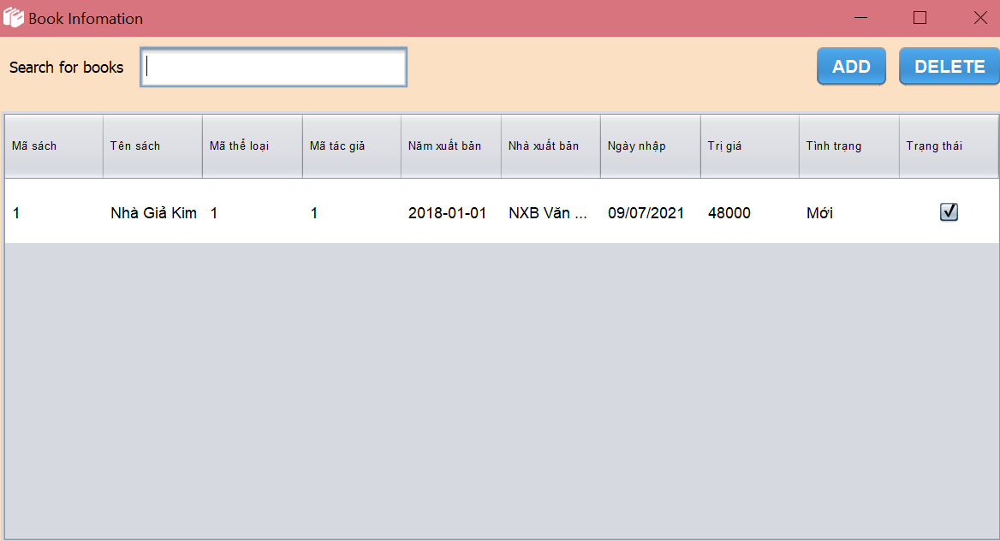 Book Infomation
Search for books
ADD DELETE
Mã sách Tên sách Mã thể loại Mã tác giả Năm xuất bản Nhà xuất bản Ngày nhập Trị giá Tình trạng Trạng thái
1 Nhà Giả Kim 1 1 2018-01-01 NXB Văn ... 09/07/2021 48000 Mới